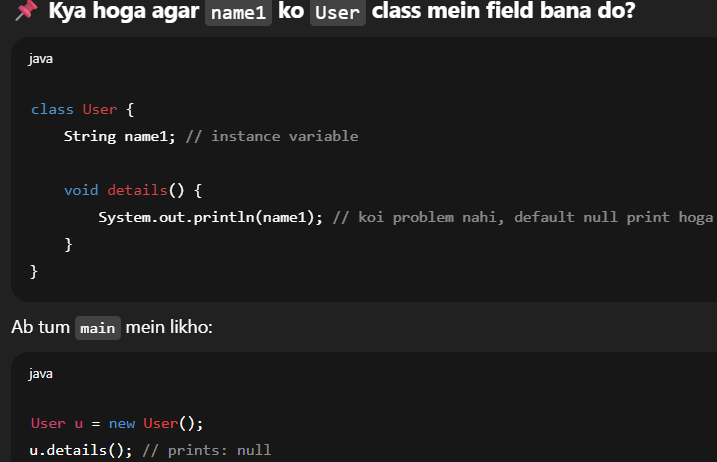 📌 Kya hoga agar name1 ko User class mein field bana do?
java
class User {
    String name1; // instance variable
    void details() {
        System.out.println(name1); // koi problem nahi, default null print hoga
    }
}
Ab tum main mein likho:
java
User u = new User();
u.details(); // prints: null